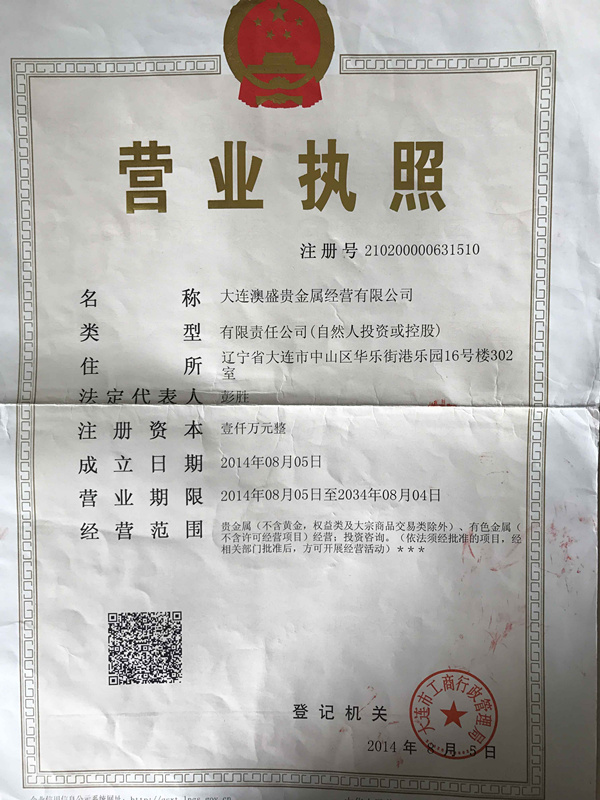 营业执照
注册号 210200000631510
名称 大连澳盛贵金属经营有限公司
类型 有限责任公司(自然人投资或控股)
住所 辽宁省大连市中山区华乐街港乐园16号楼302
室
法定代表人 彭胜
注册资本 壹仟万元整
成立日期 2014年08月05日
营业期限 2014年08月05日至2034年08月04日
经营范围 贵金属(不含黄金,权益类及大宗商品交易类除外)、有色金属(
不含许可经营项目)经营;投资咨询。(依法须经批准的项目,经
相关部门批准后,方可开展经营活动)***
大连市工商行政管理局
登记机关
2014年8月5日